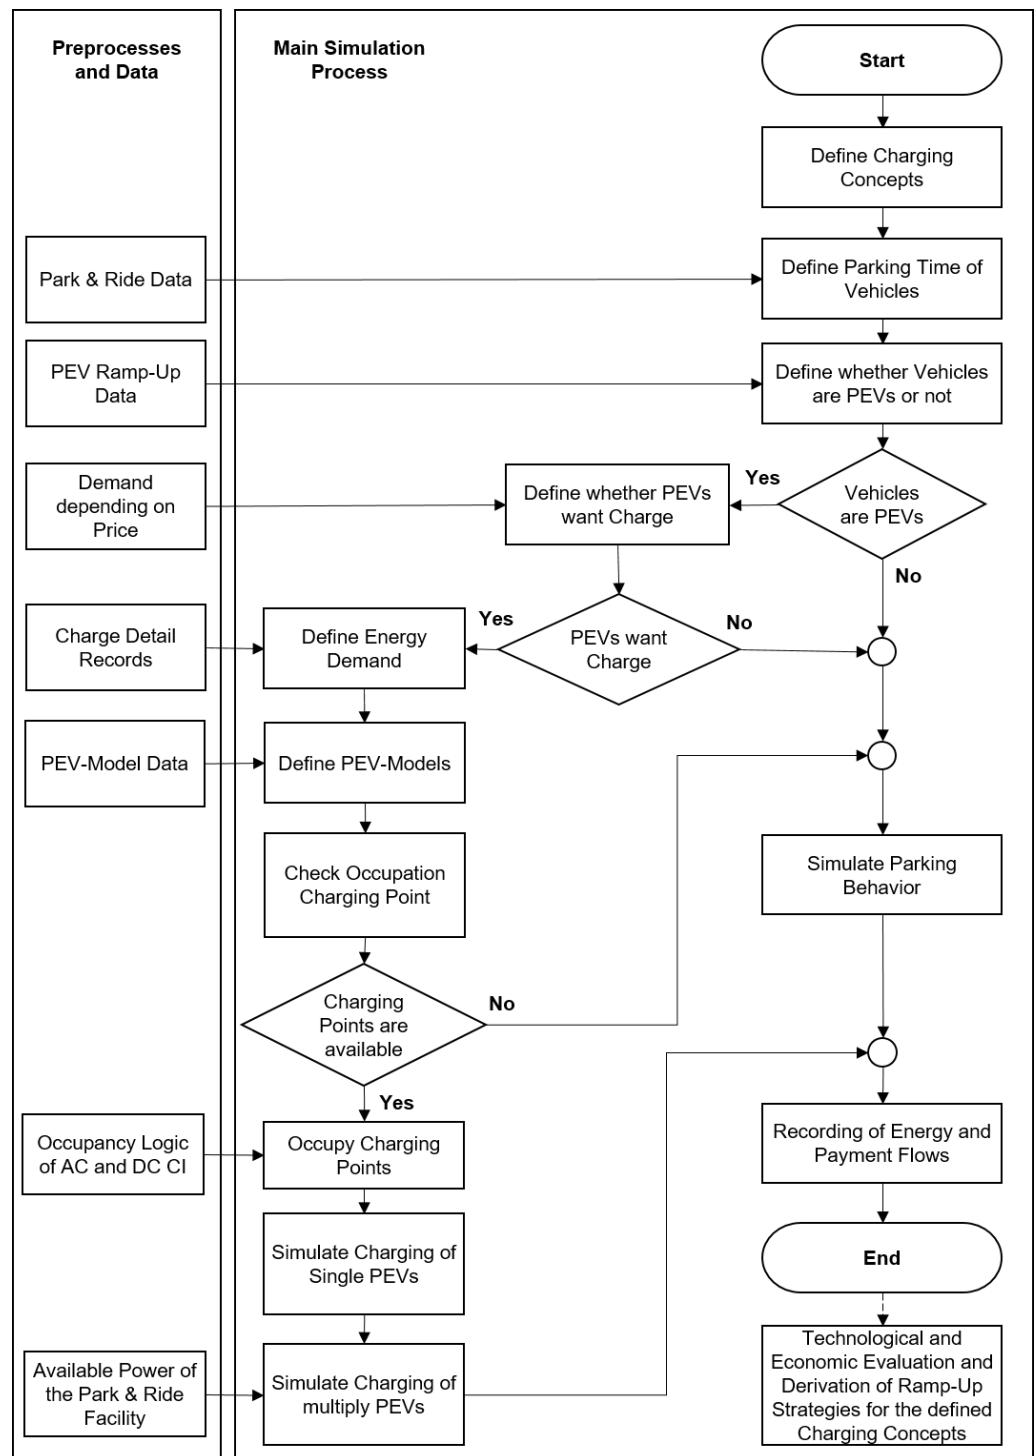 Preprocesses
and Data
Main Simulation
Process
Start
Define Charging
Concepts
Park & Ride Data
Define Parking Time of
Vehicles
PEV Ramp-Up
Data
Define whether Vehicles
are PEVs or not
Demand
depending on
Price
Define whether PEVs
want Charge
Yes
Vehicles
are PEVs
No
Charge Detail
Records
Define Energy
Demand
Yes
PEVs want
Charge
No
PEV-Model Data
Define PEV-Models
Check Occupation
Charging Point
Simulate Parking
Behavior
Charging
Points are
available
No
Yes
Occupancy Logic
of AC and DC CI
Occupy Charging
Points
Recording of Energy and
Payment Flows
Simulate Charging of
Single PEVs
End
Available Power of
the Park & Ride
Facility
Simulate Charging of
multiply PEVs
Technological and
Economic Evaluation and
Derivation of Ramp-Up
Strategies for the defined
Charging Concepts